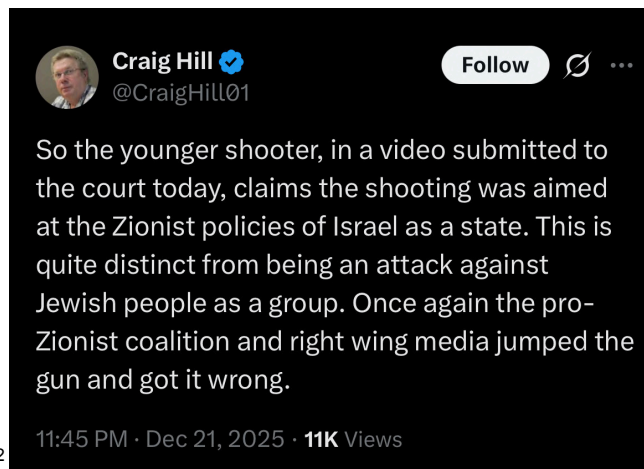 Craig Hill
@CraigHill01
Follow
So the younger shooter, in a video submitted to
the court today, claims the shooting was aimed
at the Zionist policies of Israel as a state. This is
quite distinct from being an attack against
Jewish people as a group. Once again the pro-
Zionist coalition and right wing media jumped the
gun and got it wrong.
11:45 PM · Dec 21, 2025 · 11K Views
2